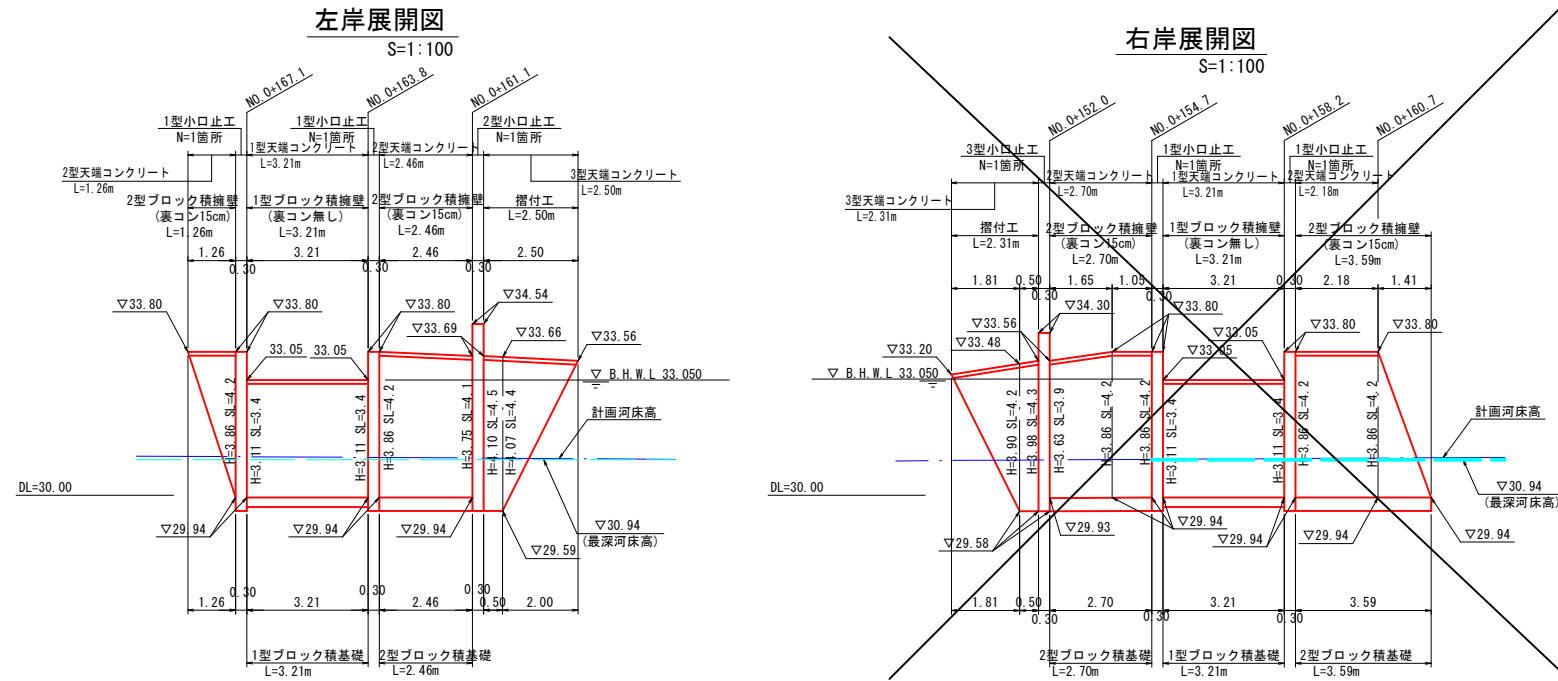 左岸展開図
S=1:100
NO.0+167.1
NO.0+163.8
NO.0+161.1
1型小口止工
N=1箇所
1型小口止工
N=1箇所
2型小口止工
N=1箇所
2型天端コンクリート
L=1.26m
1型天端コンクリート
L=3.21m
2型天端コンクリート
L=2.46m
3型天端コンクリート
L=2.50m
2型ブロック積擁壁
(裏コン15cm)
L=1.26m
1型ブロック積擁壁
(裏コン無し)
L=3.21m
2型ブロック積擁壁
(裏コン15cm)
L=2.46m
摺付工
L=2.50m
1.26
0.30
3.21
0.30
2.46
0.30
2.50
▽33.80
▽33.80
▽33.80
▽34.54
▽33.69
▽33.66
▽33.56
33.05
33.05
▽ B.H.W.L 33.050
H=3.86 SL=4.2
H=3.11 SL=3.4
H=3.11 SL=3.4
H=3.86 SL=4.2
H=3.75 SL=4.1
H=4.10 SL=4.5
H=4.07 SL=4.4
計画河床高
DL=30.00
▽29.94
▽29.94
▽29.94
▽29.59
▽30.94
(最深河床高)
1.26
0.30
3.21
0.30
2.46
0.30
0.50
2.00
1型ブロック積基礎
L=3.21m
2型ブロック積基礎
L=2.46m
右岸展開図
S=1:100
NO.0+152.0
NO.0+154.7
NO.0+158.2
NO.0+160.7
3型小口止工
N=1箇所
1型小口止工
N=1箇所
1型小口止工
N=1箇所
3型天端コンクリート
L=2.31m
2型天端コンクリート
L=2.70m
1型天端コンクリート
L=3.21m
2型天端コンクリート
L=2.18m
摺付工
L=2.31m
2型ブロック積擁壁
(裏コン15cm)
L=2.70m
1型ブロック積擁壁
(裏コン無し)
L=3.21m
2型ブロック積擁壁
(裏コン15cm)
L=3.59m
1.81
0.50
0.30
1.65
1.05
0.30
3.21
0.30
2.18
1.41
▽34.30
▽33.56
▽33.48
▽33.20
▽33.80
▽33.05
▽33.05
▽33.80
▽33.80
▽ B.H.W.L 33.050
H=3.90 SL=4.2
H=3.98 SL=4.3
H=3.63 SL=3.9
H=3.86 SL=4.2
H=3.86 SL=4.2
H=3.11 SL=3.4
H=3.11 SL=3.4
H=3.86 SL=4.2
H=3.86 SL=4.2
計画河床高
DL=30.00
▽30.94
(最深河床高)
▽29.58
▽29.93
▽29.94
▽29.94
▽29.94
▽29.94
1.81
0.50
0.30
2.70
0.30
3.21
0.30
3.59
2型ブロック積基礎
L=2.70m
1型ブロック積基礎
L=3.21m
2型ブロック積基礎
L=3.59m